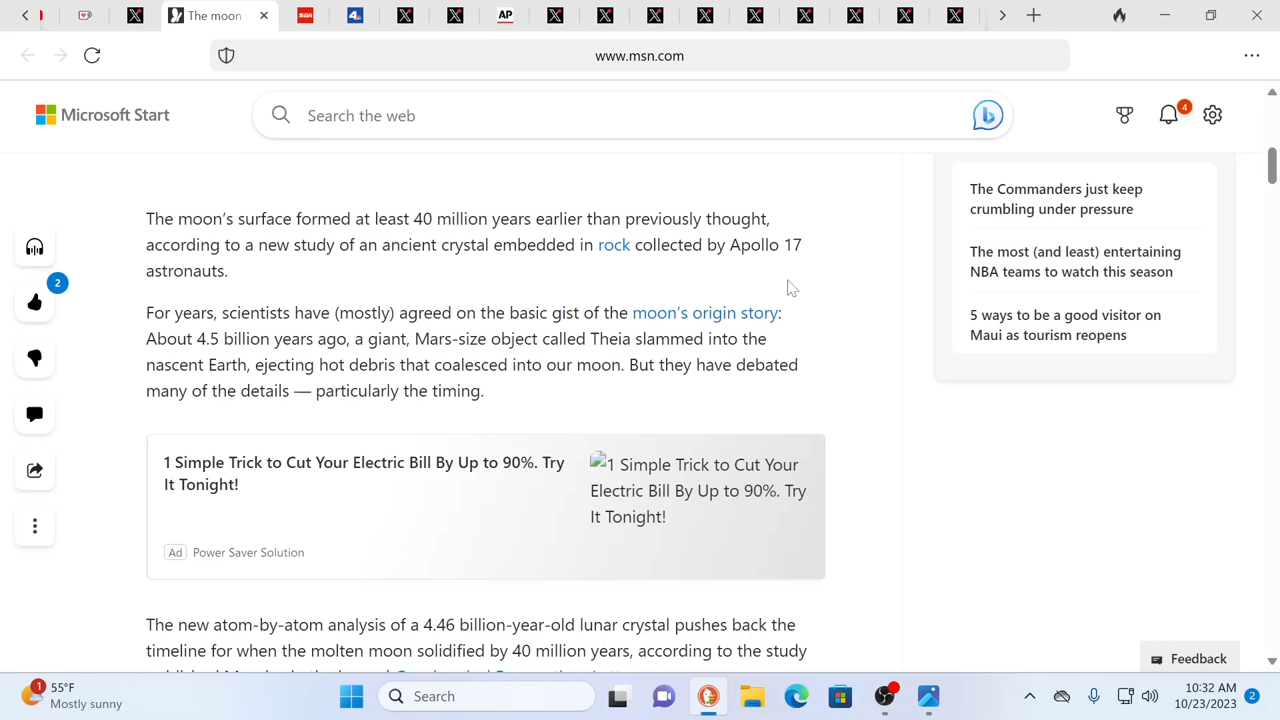 The moon
AP
www.msn.com
Microsoft Start
Search the web
4
The Commanders just keep
crumbling under pressure
The most (and least) entertaining
NBA teams to watch this season
5 ways to be a good visitor on
Maui as tourism reopens
The moon’s surface formed at least 40 million years earlier than previously thought,
according to a new study of an ancient crystal embedded in rock collected by Apollo 17
astronauts.
2
For years, scientists have (mostly) agreed on the basic gist of the moon’s origin story:
About 4.5 billion years ago, a giant, Mars-size object called Theia slammed into the
nascent Earth, ejecting hot debris that coalesced into our moon. But they have debated
many of the details — particularly the timing.
1 Simple Trick to Cut Your Electric Bill By Up to 90%. Try
It Tonight!
1 Simple Trick to Cut Your
Electric Bill By Up to 90%. Try
It Tonight!
Ad Power Saver Solution
The new atom-by-atom analysis of a 4.46 billion-year-old lunar crystal pushes back the
timeline for when the molten moon solidified by 40 million years, according to the study
Feedback
1
55°F
Mostly sunny
Search
10:32 AM
10/23/2023
2